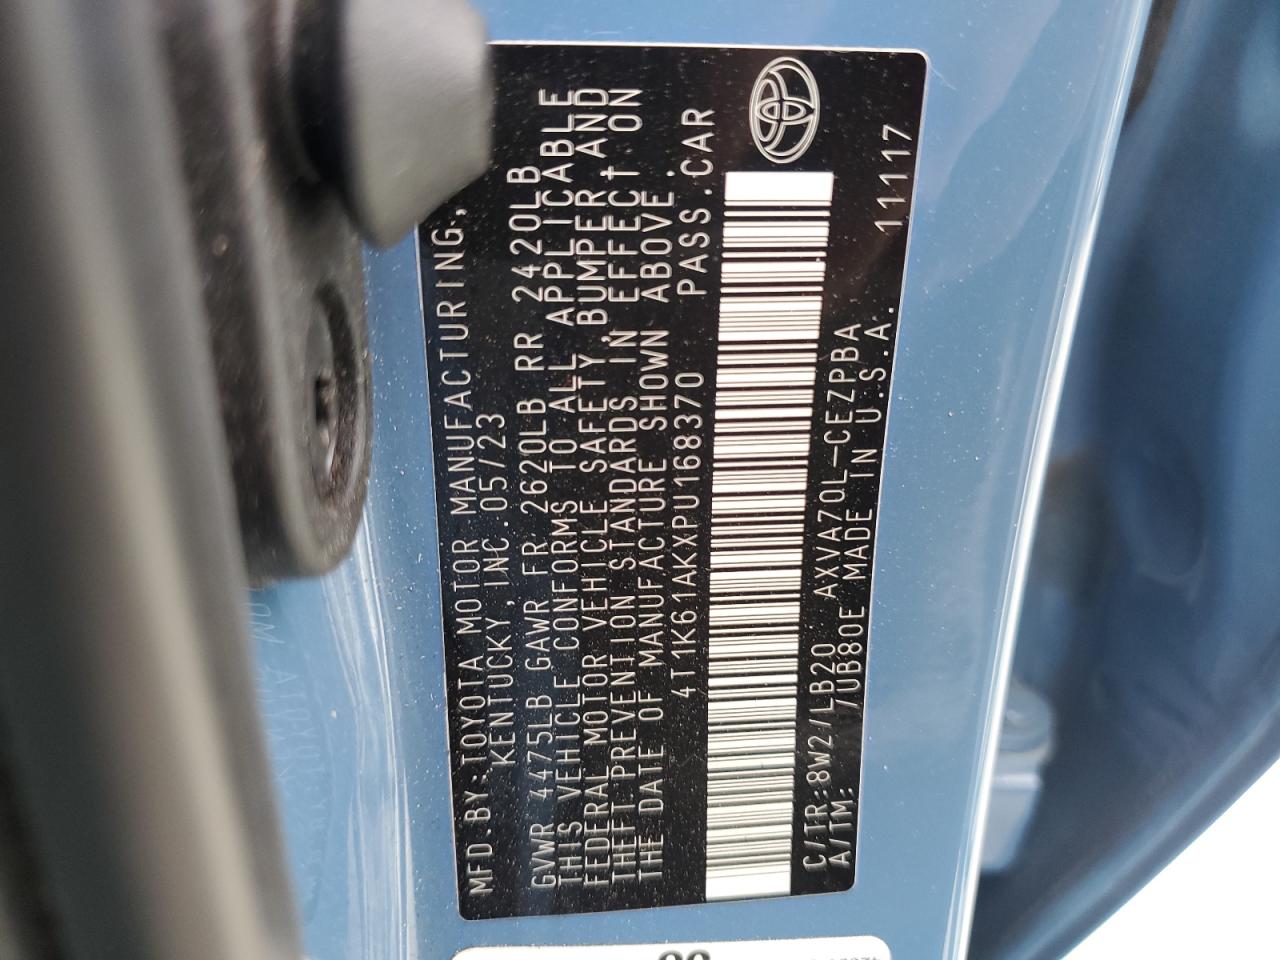 MFD.BY:TOYOTA MOTOR MANUFACTURING,
KENTUCKY, INC. 05/23
GVWR 4475LB GAWR FR 2620LB RR 2420LB
THIS VEHICLE CONFORMS TO ALL APPLICABLE
FEDERAL MOTOR VEHICLE SAFETY, BUMPER, AND
THEFT PREVENTION STANDARDS IN EFFECT ON
THE DATE OF MANUFACTURE SHOWN ABOVE.
4T1K61AKXPU168370 PASS.CAR
C/TR:8W2/LB20 AXVA70L-CEZPBA 11117
A/TM: /UB80E MADE IN U.S.A.